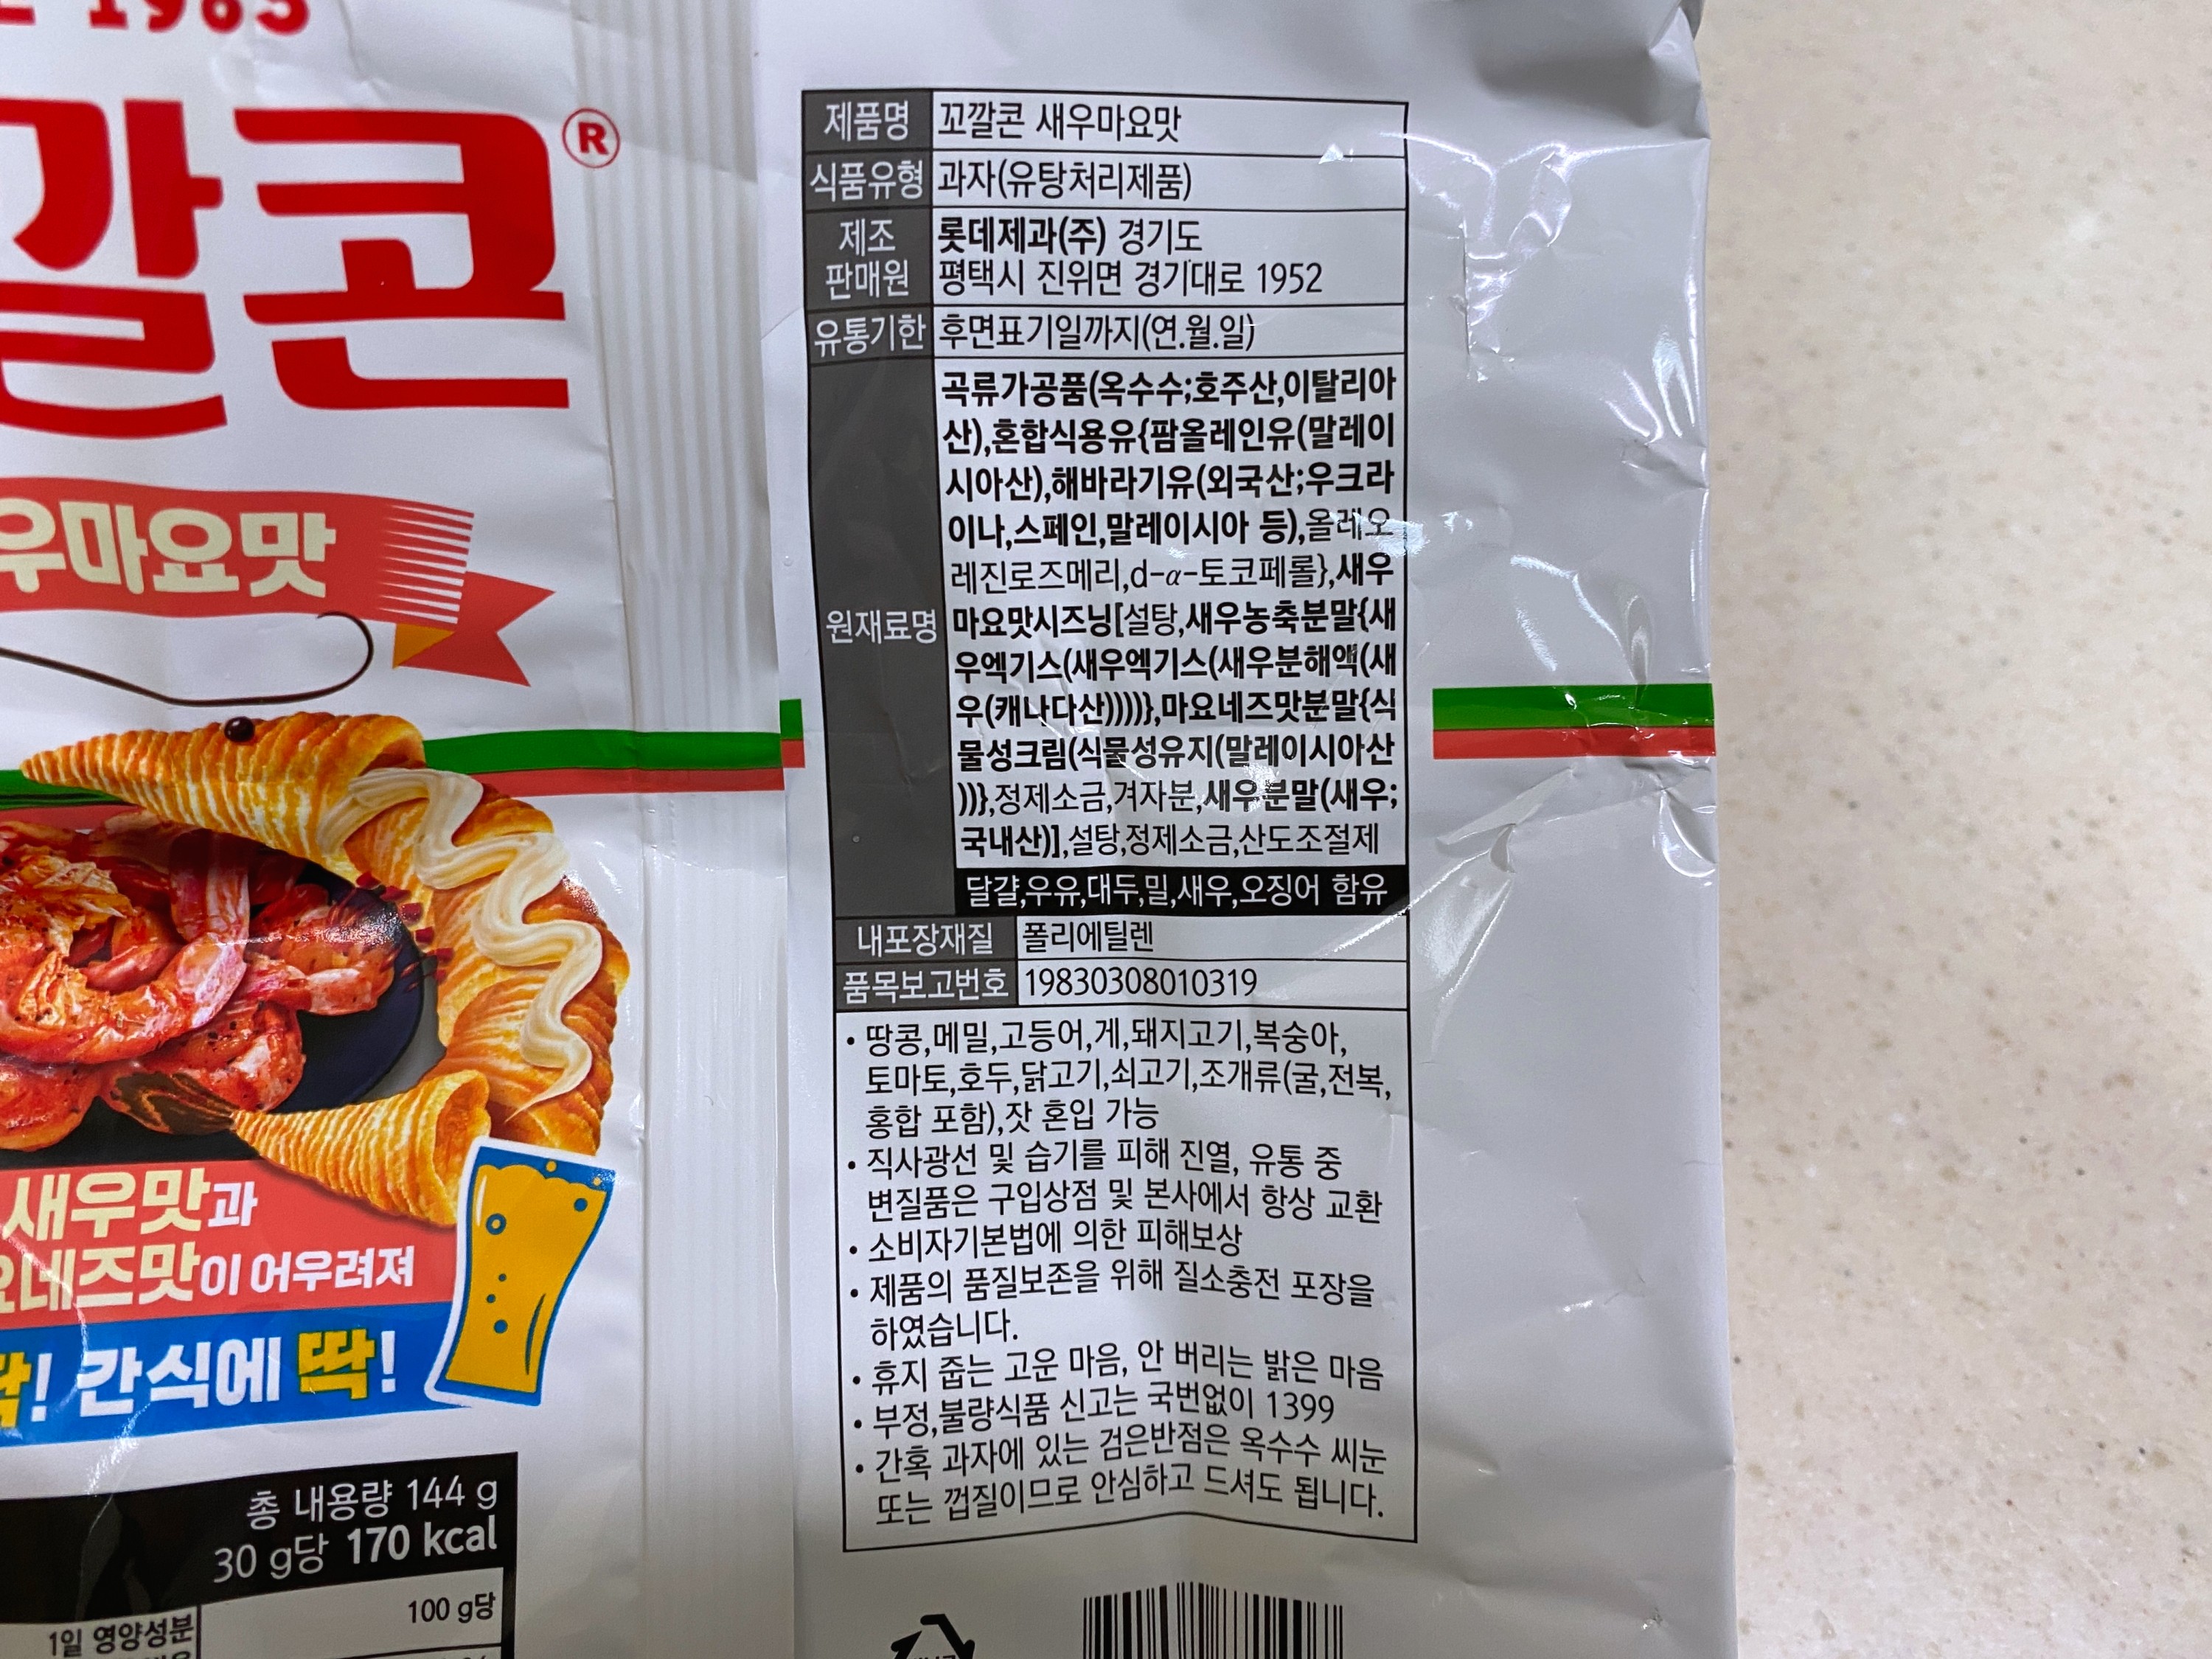 1983
깔콘®
우마요맛
새우맛과
요네즈맛이 어우려져
딱! 간식에 딱!
총 내용량 144 g
30 g당 170 kcal
100 g당
1일 영양성분
제품명 꼬깔콘 새우마요맛
식품유형 과자(유탕처리제품)
제조 롯데제과(주) 경기도
판매원 평택시 진위면 경기대로 1952
유통기한 후면표기일까지(연.월.일)
원재료명
곡류가공품(옥수수;호주산,이탈리아
산),혼합식용유{팜올레인유(말레이
시아산),해바라기유(외국산;우크라
이나,스페인,말레이시아 등),올레오
레진로즈메리,d-α-토코페롤},새우
마요맛시즈닝[설탕,새우농축분말{새
우엑기스(새우엑기스(새우분해액(새
우(캐나다산))))},마요네즈맛분말{식
물성크림(식물성유지(말레이시아산
))},정제소금,겨자분,새우분말(새우;
국내산)],설탕,정제소금,산도조절제
달걀,우유,대두,밀,새우,오징어 함유
내포장재질 폴리에틸렌
품목보고번호 19830308010319
• 땅콩,메밀,고등어,게,돼지고기,복숭아,
토마토,호두,닭고기,쇠고기,조개류(굴,전복,
홍합 포함),잣 혼입 가능
• 직사광선 및 습기를 피해 진열, 유통 중
변질품은 구입상점 및 본사에서 항상 교환
• 소비자기본법에 의한 피해보상
• 제품의 품질보존을 위해 질소충전 포장을
하였습니다.
• 휴지 줍는 고운 마음, 안 버리는 밝은 마음
• 부정,불량식품 신고는 국번없이 1399
• 간혹 과자에 있는 검은반점은 옥수수 씨눈
또는 껍질이므로 안심하고 드셔도 됩니다.